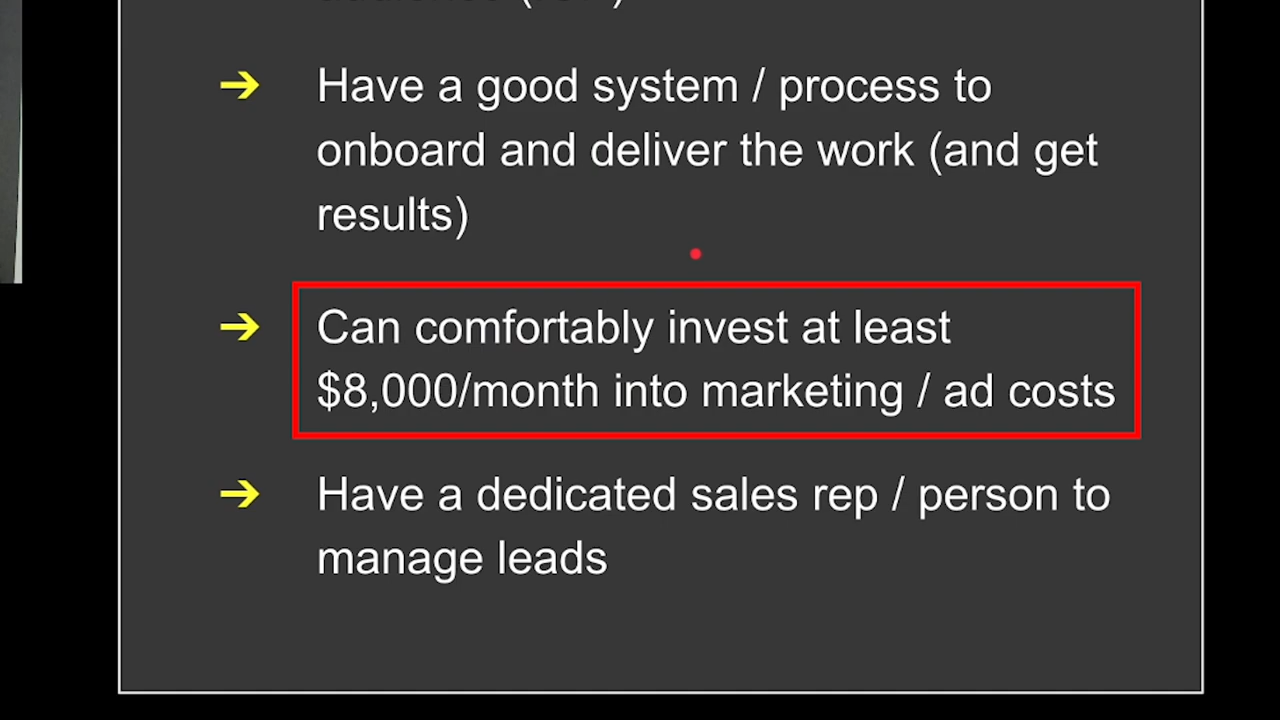 ➔ Have a good system / process to
onboard and deliver the work (and get
results)
➔ Can comfortably invest at least
$8,000/month into marketing / ad costs
➔ Have a dedicated sales rep / person to
manage leads